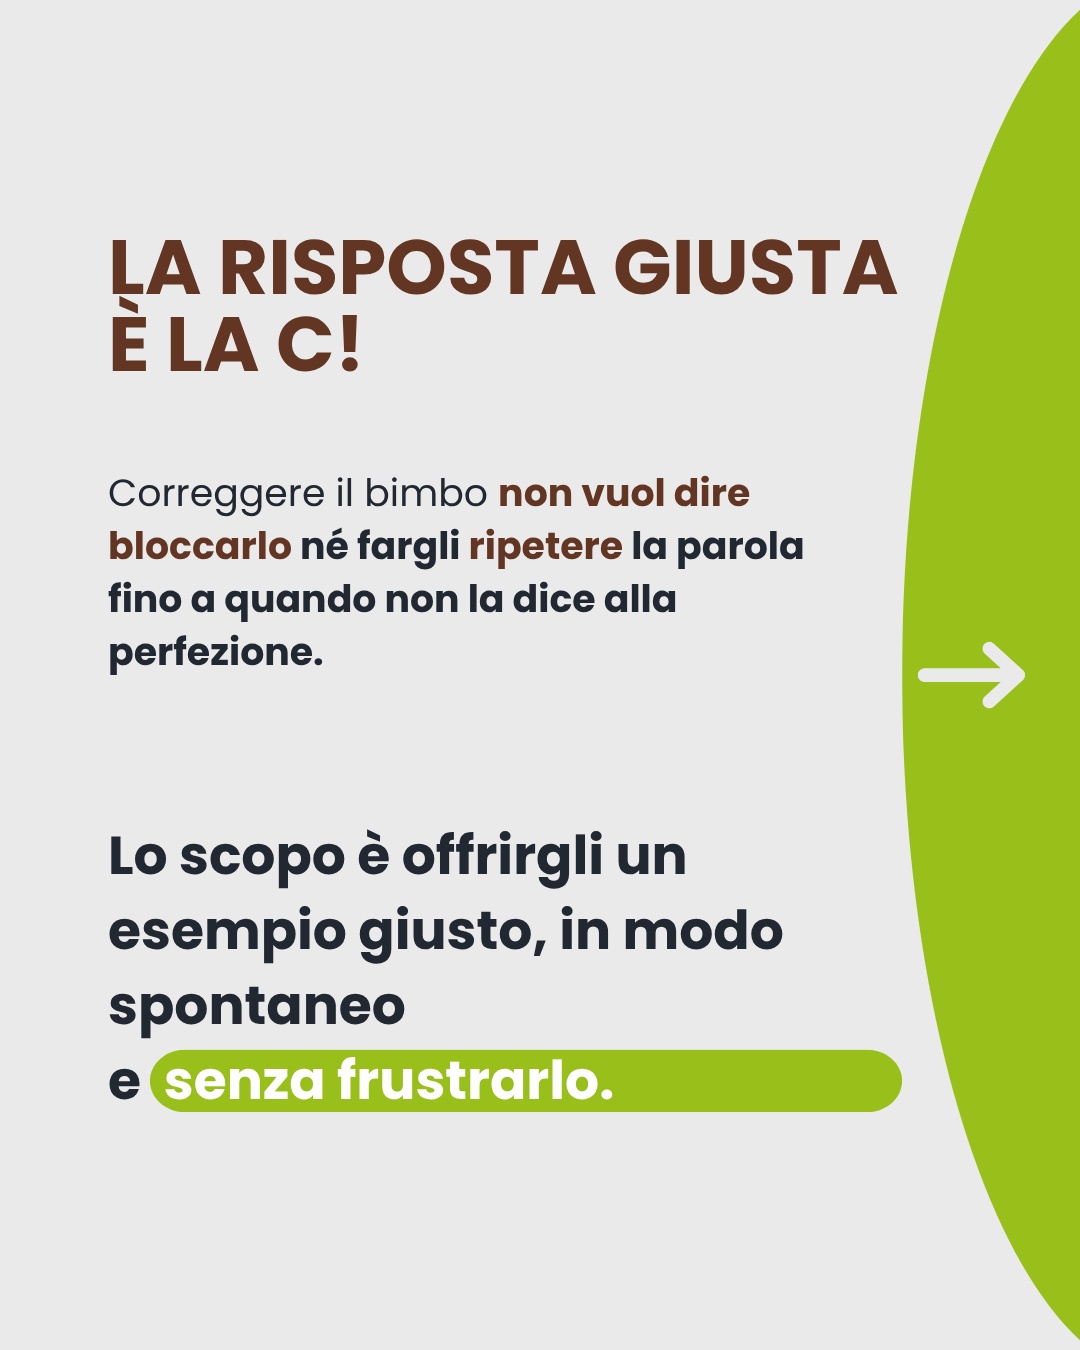 LA RISPOSTA GIUSTA
È LA C!
Correggere il bimbo non vuol dire
bloccarlo né fargli ripetere la parola
fino a quando non la dice alla
perfezione.
Lo scopo è offrirgli un
esempio giusto, in modo
spontaneo
e senza frustrarlo.